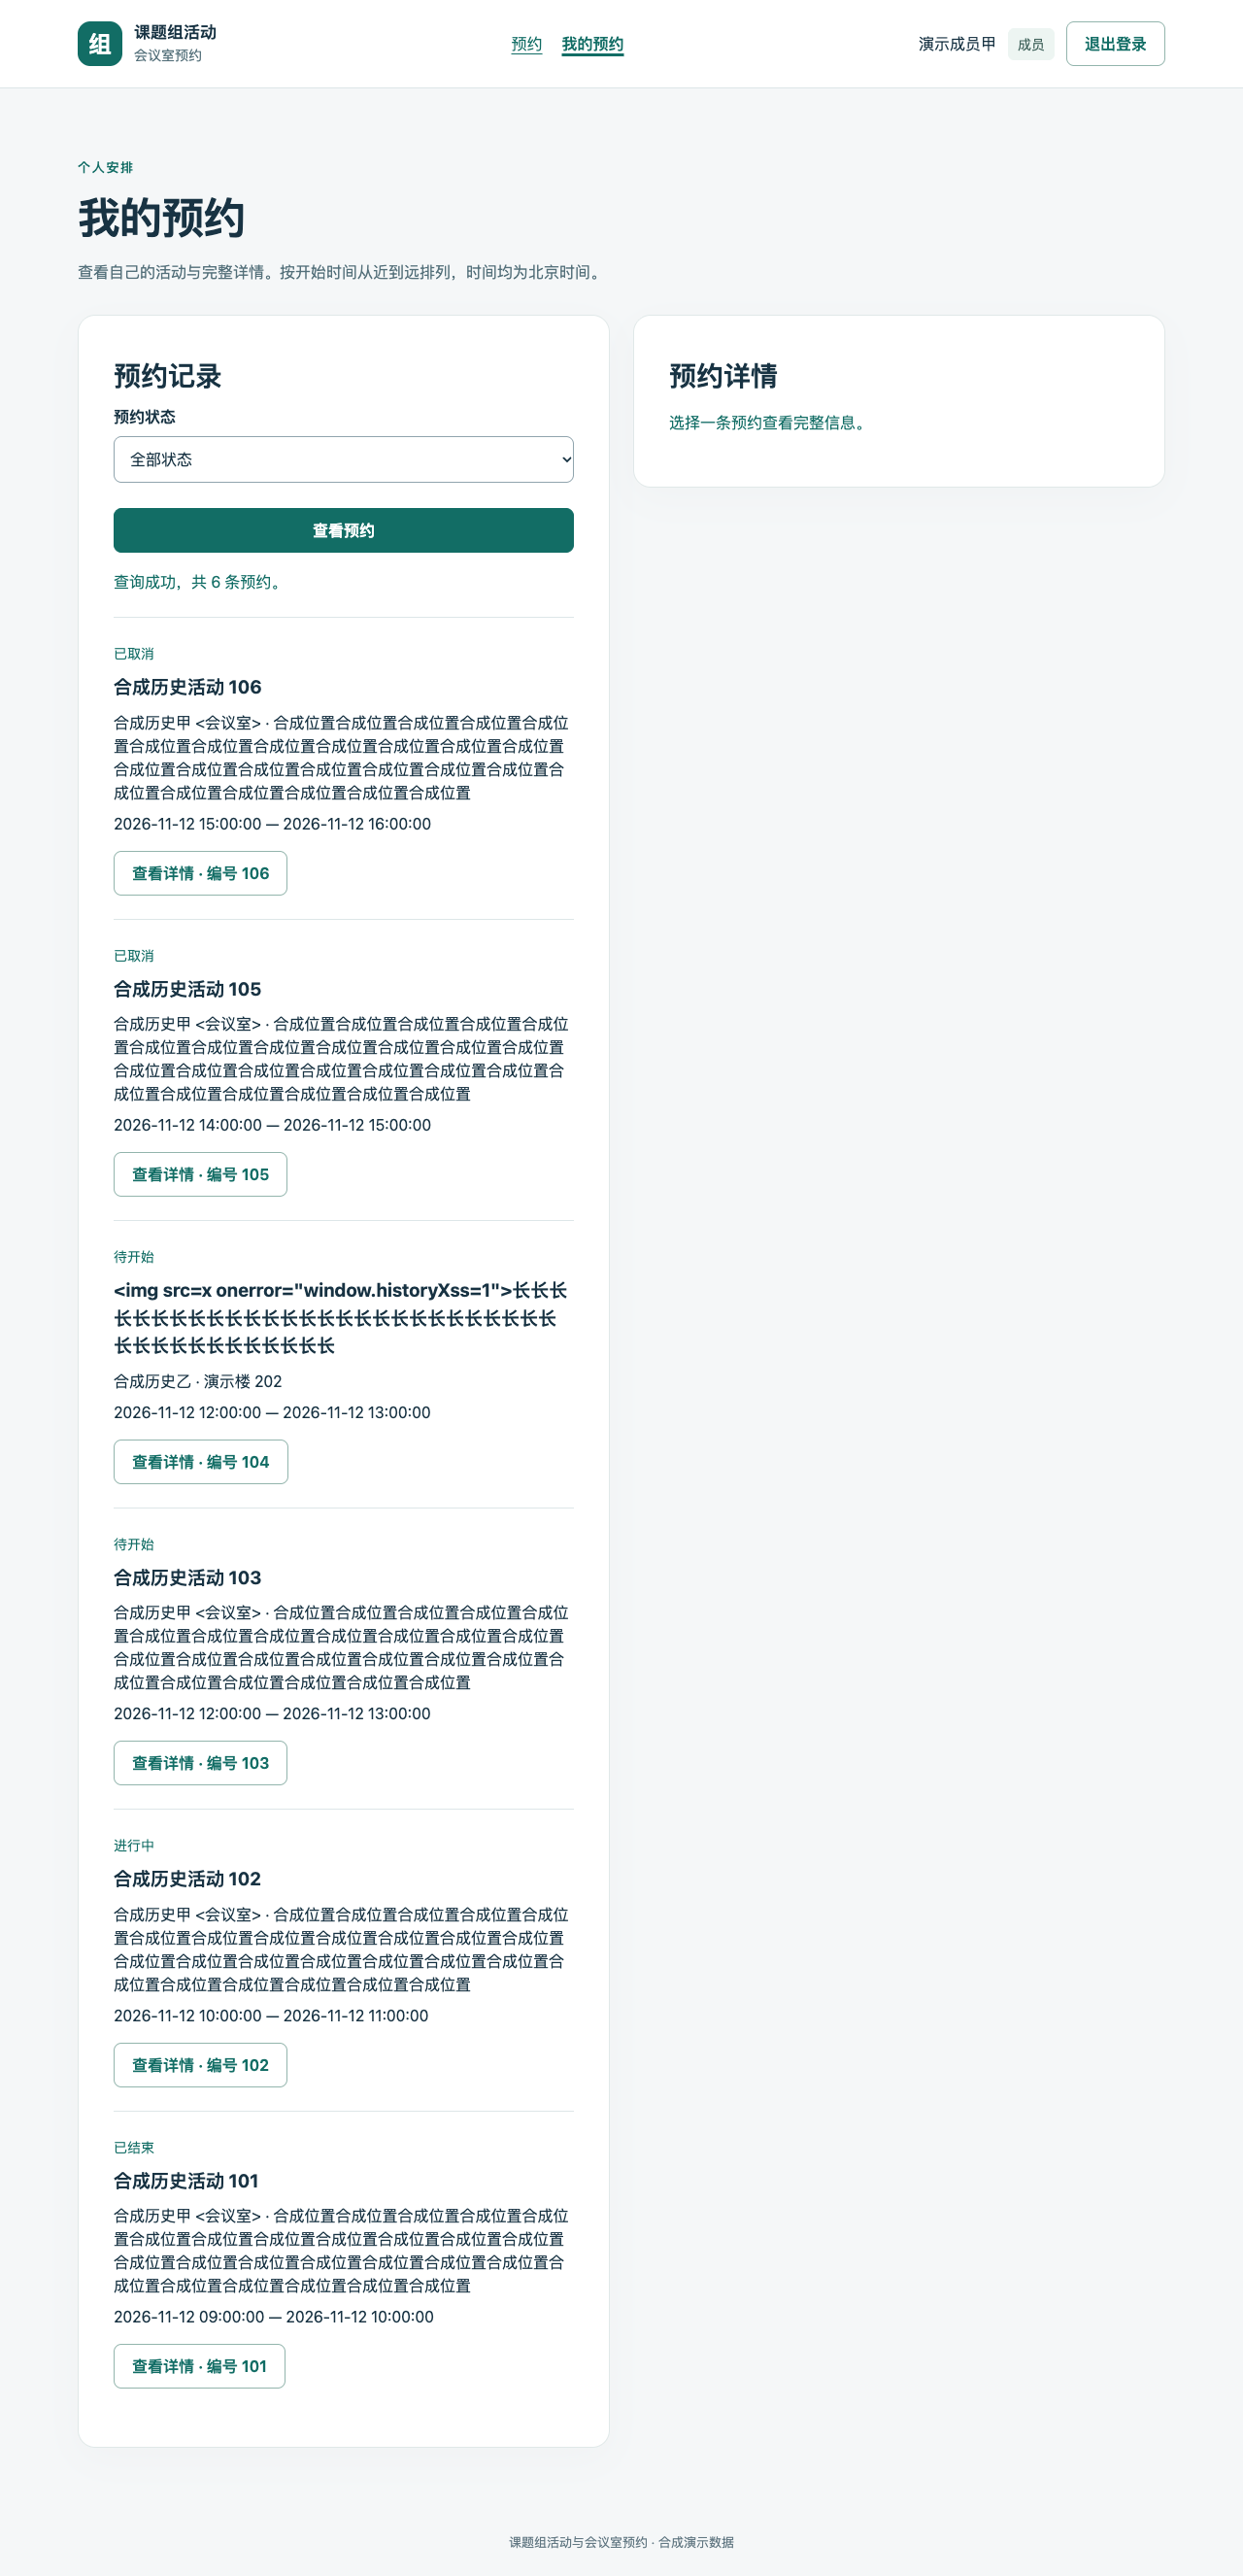 组
课题组活动
会议室预约
预约
我的预约
演示成员甲
成员
退出登录
个人安排
我的预约
查看自己的活动与完整详情。按开始时间从近到远排列，时间均为北京时间。
预约记录
预约状态
全部状态
查看预约
查询成功，共 6 条预约。
已取消
合成历史活动 106
合成历史甲 <会议室> · 合成位置合成位置合成位置合成位置合成位
置合成位置合成位置合成位置合成位置合成位置合成位置合成位置
合成位置合成位置合成位置合成位置合成位置合成位置合成位置合
成位置合成位置合成位置合成位置合成位置合成位置
2026-11-12 15:00:00 — 2026-11-12 16:00:00
查看详情 · 编号 106
已取消
合成历史活动 105
合成历史甲 <会议室> · 合成位置合成位置合成位置合成位置合成位
置合成位置合成位置合成位置合成位置合成位置合成位置合成位置
合成位置合成位置合成位置合成位置合成位置合成位置合成位置合
成位置合成位置合成位置合成位置合成位置合成位置
2026-11-12 14:00:00 — 2026-11-12 15:00:00
查看详情 · 编号 105
待开始
<img src=x onerror="window.historyXss=1">长长长
长长长长长长长长长长长长长长长长长长长长长长长长
长长长长长长长长长长长长
合成历史乙 · 演示楼 202
2026-11-12 12:00:00 — 2026-11-12 13:00:00
查看详情 · 编号 104
待开始
合成历史活动 103
合成历史甲 <会议室> · 合成位置合成位置合成位置合成位置合成位
置合成位置合成位置合成位置合成位置合成位置合成位置合成位置
合成位置合成位置合成位置合成位置合成位置合成位置合成位置合
成位置合成位置合成位置合成位置合成位置合成位置
2026-11-12 12:00:00 — 2026-11-12 13:00:00
查看详情 · 编号 103
进行中
合成历史活动 102
合成历史甲 <会议室> · 合成位置合成位置合成位置合成位置合成位
置合成位置合成位置合成位置合成位置合成位置合成位置合成位置
合成位置合成位置合成位置合成位置合成位置合成位置合成位置合
成位置合成位置合成位置合成位置合成位置合成位置
2026-11-12 10:00:00 — 2026-11-12 11:00:00
查看详情 · 编号 102
已结束
合成历史活动 101
合成历史甲 <会议室> · 合成位置合成位置合成位置合成位置合成位
置合成位置合成位置合成位置合成位置合成位置合成位置合成位置
合成位置合成位置合成位置合成位置合成位置合成位置合成位置合
成位置合成位置合成位置合成位置合成位置合成位置
2026-11-12 09:00:00 — 2026-11-12 10:00:00
查看详情 · 编号 101
预约详情
选择一条预约查看完整信息。
课题组活动与会议室预约 · 合成演示数据